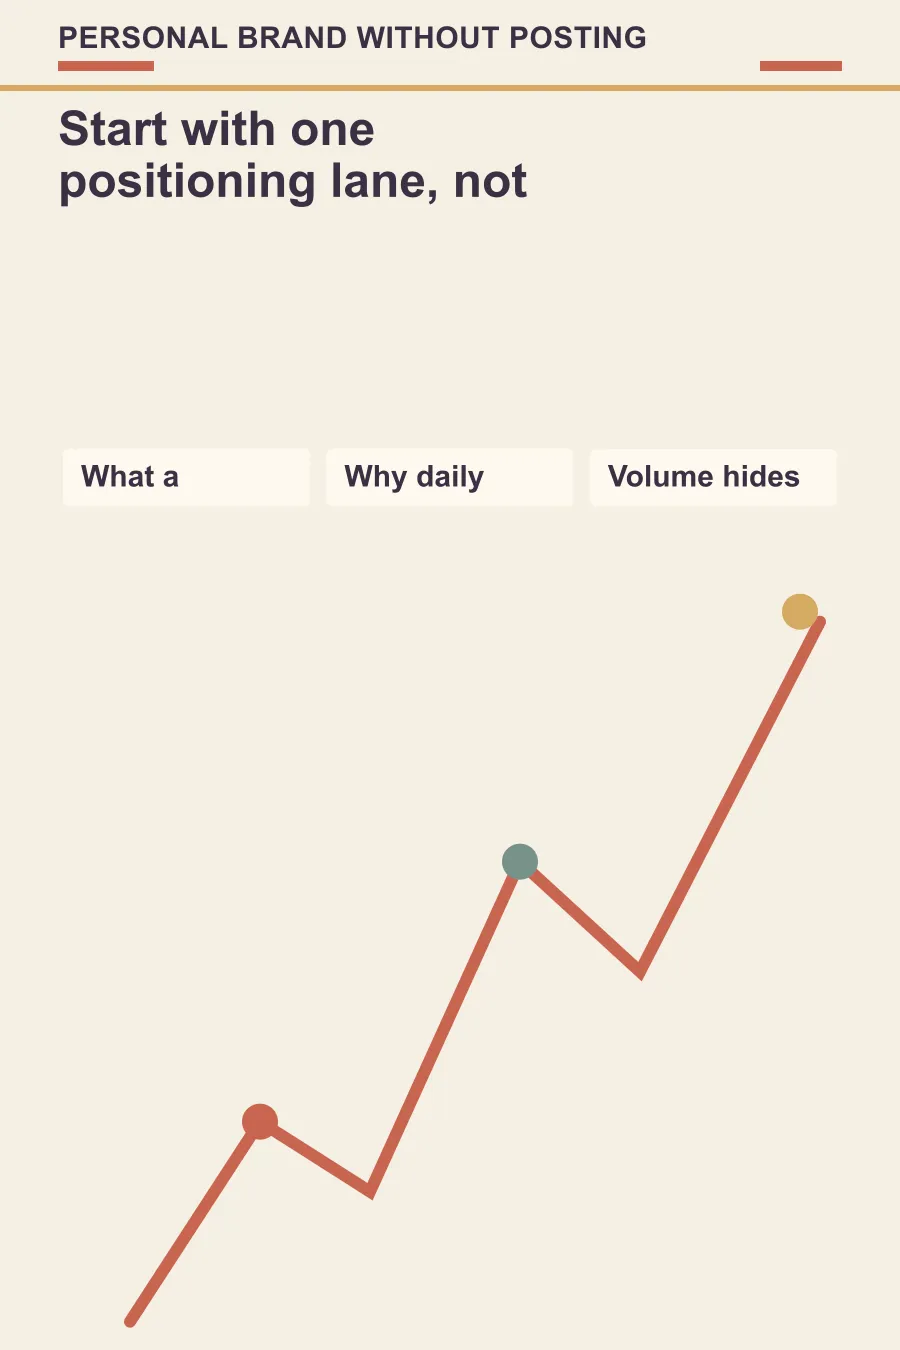 PERSONAL BRAND WITHOUT POSTING
Start with one
positioning lane, not
What a
Why daily
Volume hides